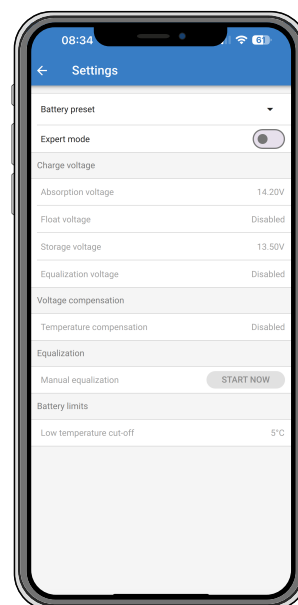 08:34
61
Settings
Battery preset
Expert mode
Charge voltage
Absorption voltage 14.20V
Float voltage Disabled
Storage voltage 13.50V
Equalization voltage Disabled
Voltage compensation
Temperature compensation Disabled
Equalization
Manual equalization START NOW
Battery limits
Low temperature cut-off 5°C